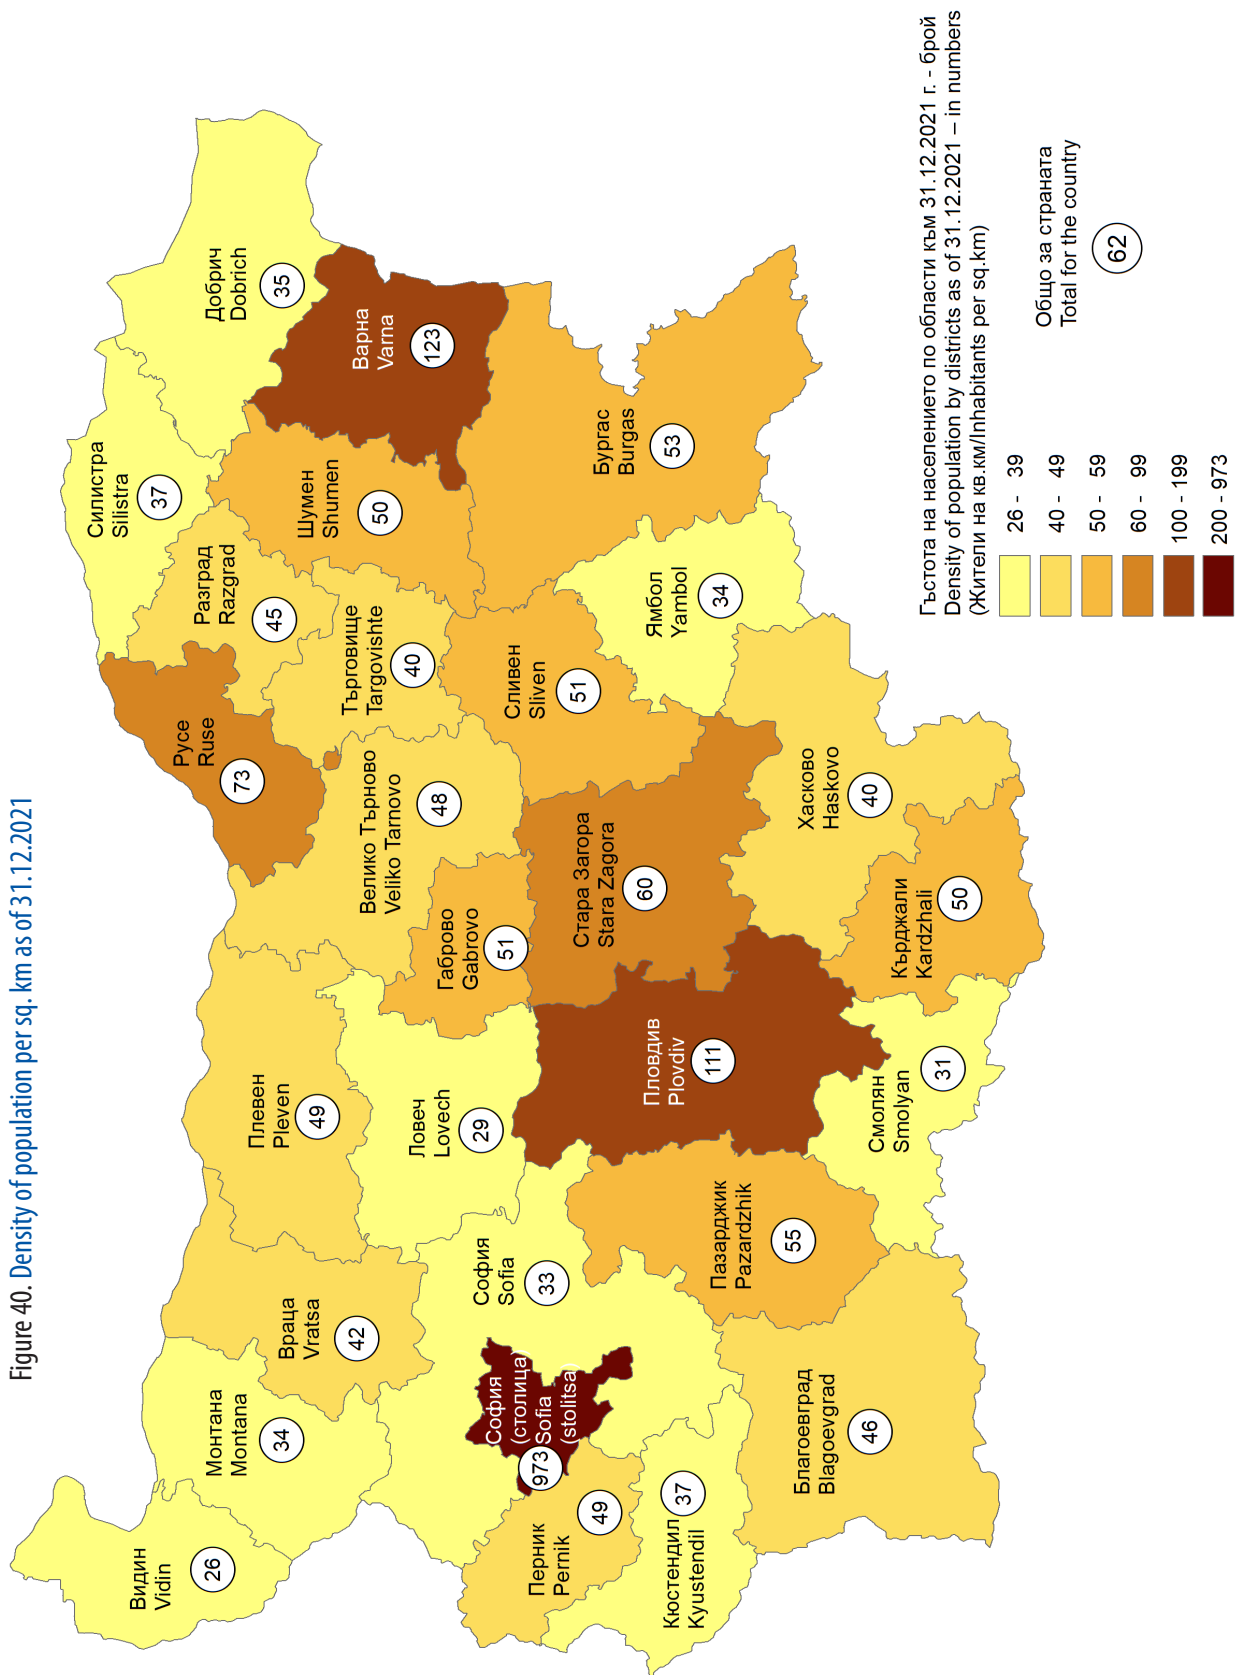 Figure 40. Density of population per sq. km as of 31.12.2021
Видин
Vidin
26
Монтана
Montana
34
Враца
Vratsa
42
Плевен
Pleven
49
Ловеч
Lovech
29
Велико Търново
Veliko Tarnovo
48
Габрово
Gabrovo
51
Русе
Ruse
73
Разград
Razgrad
45
Търговище
Targovishte
40
Силистра
Silistra
37
Шумен
Shumen
50
Добрич
Dobrich
35
Варна
Varna
123
София
(столица)
Sofia
(stolitsa)
973
София
Sofia
33
Перник
Pernik
49
Кюстендил
Kyustendil
37
Благоевград
Blagoevgrad
46
Пазарджик
Pazardzhik
55
Пловдив
Plovdiv
111
Смолян
Smolyan
31
Стара Загора
Stara Zagora
60
Кърджали
Kardzhali
50
Хасково
Haskovo
40
Сливен
Sliven
51
Ямбол
Yambol
34
Бургас
Burgas
53
Гъстота на населението по области към 31.12.2021 г. - брой
Density of population by districts as of 31.12.2021 – in numbers
(Жители на кв.км/Inhabitants per sq.km)
26 - 39
40 - 49
50 - 59
60 - 99
100 - 199
200 - 973
Общо за страната
Total for the country
62